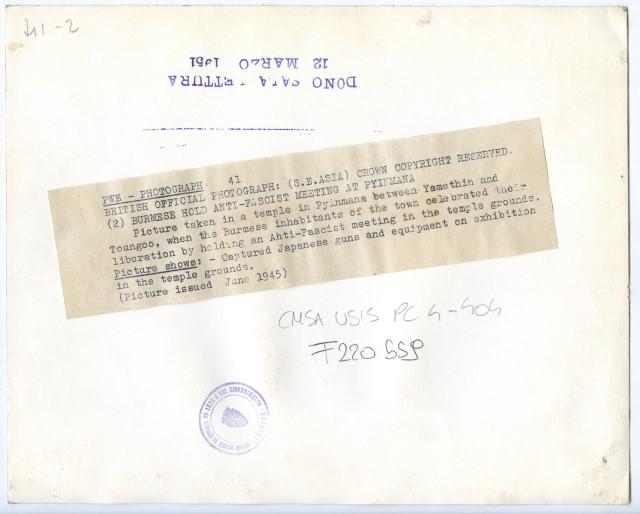 41-2
DONO SALA LETTURA
12 MARZO 1951
PWE - PHOTOGRAPH 41
BRITISH OFFICIAL PHOTOGRAPH: (S.E.ASIA) CROWN COPYRIGHT RESERVED.
(2) BURMESE HOLD ANTI-FASCIST MEETING AT PYINMANA
Picture taken in a temple in Pyinmana between Yamethin and
Toungoo, when the Burmese inhabitants of the town celebrated their
liboration by holding an Ahti-Fascist meeting in the temple grounds.
Picture shows: - Captured Japanese guns and equipment on exhibition
in the temple grounds.
(Picture issued June 1945)
CMSA USIS PC 4-404
F220 559